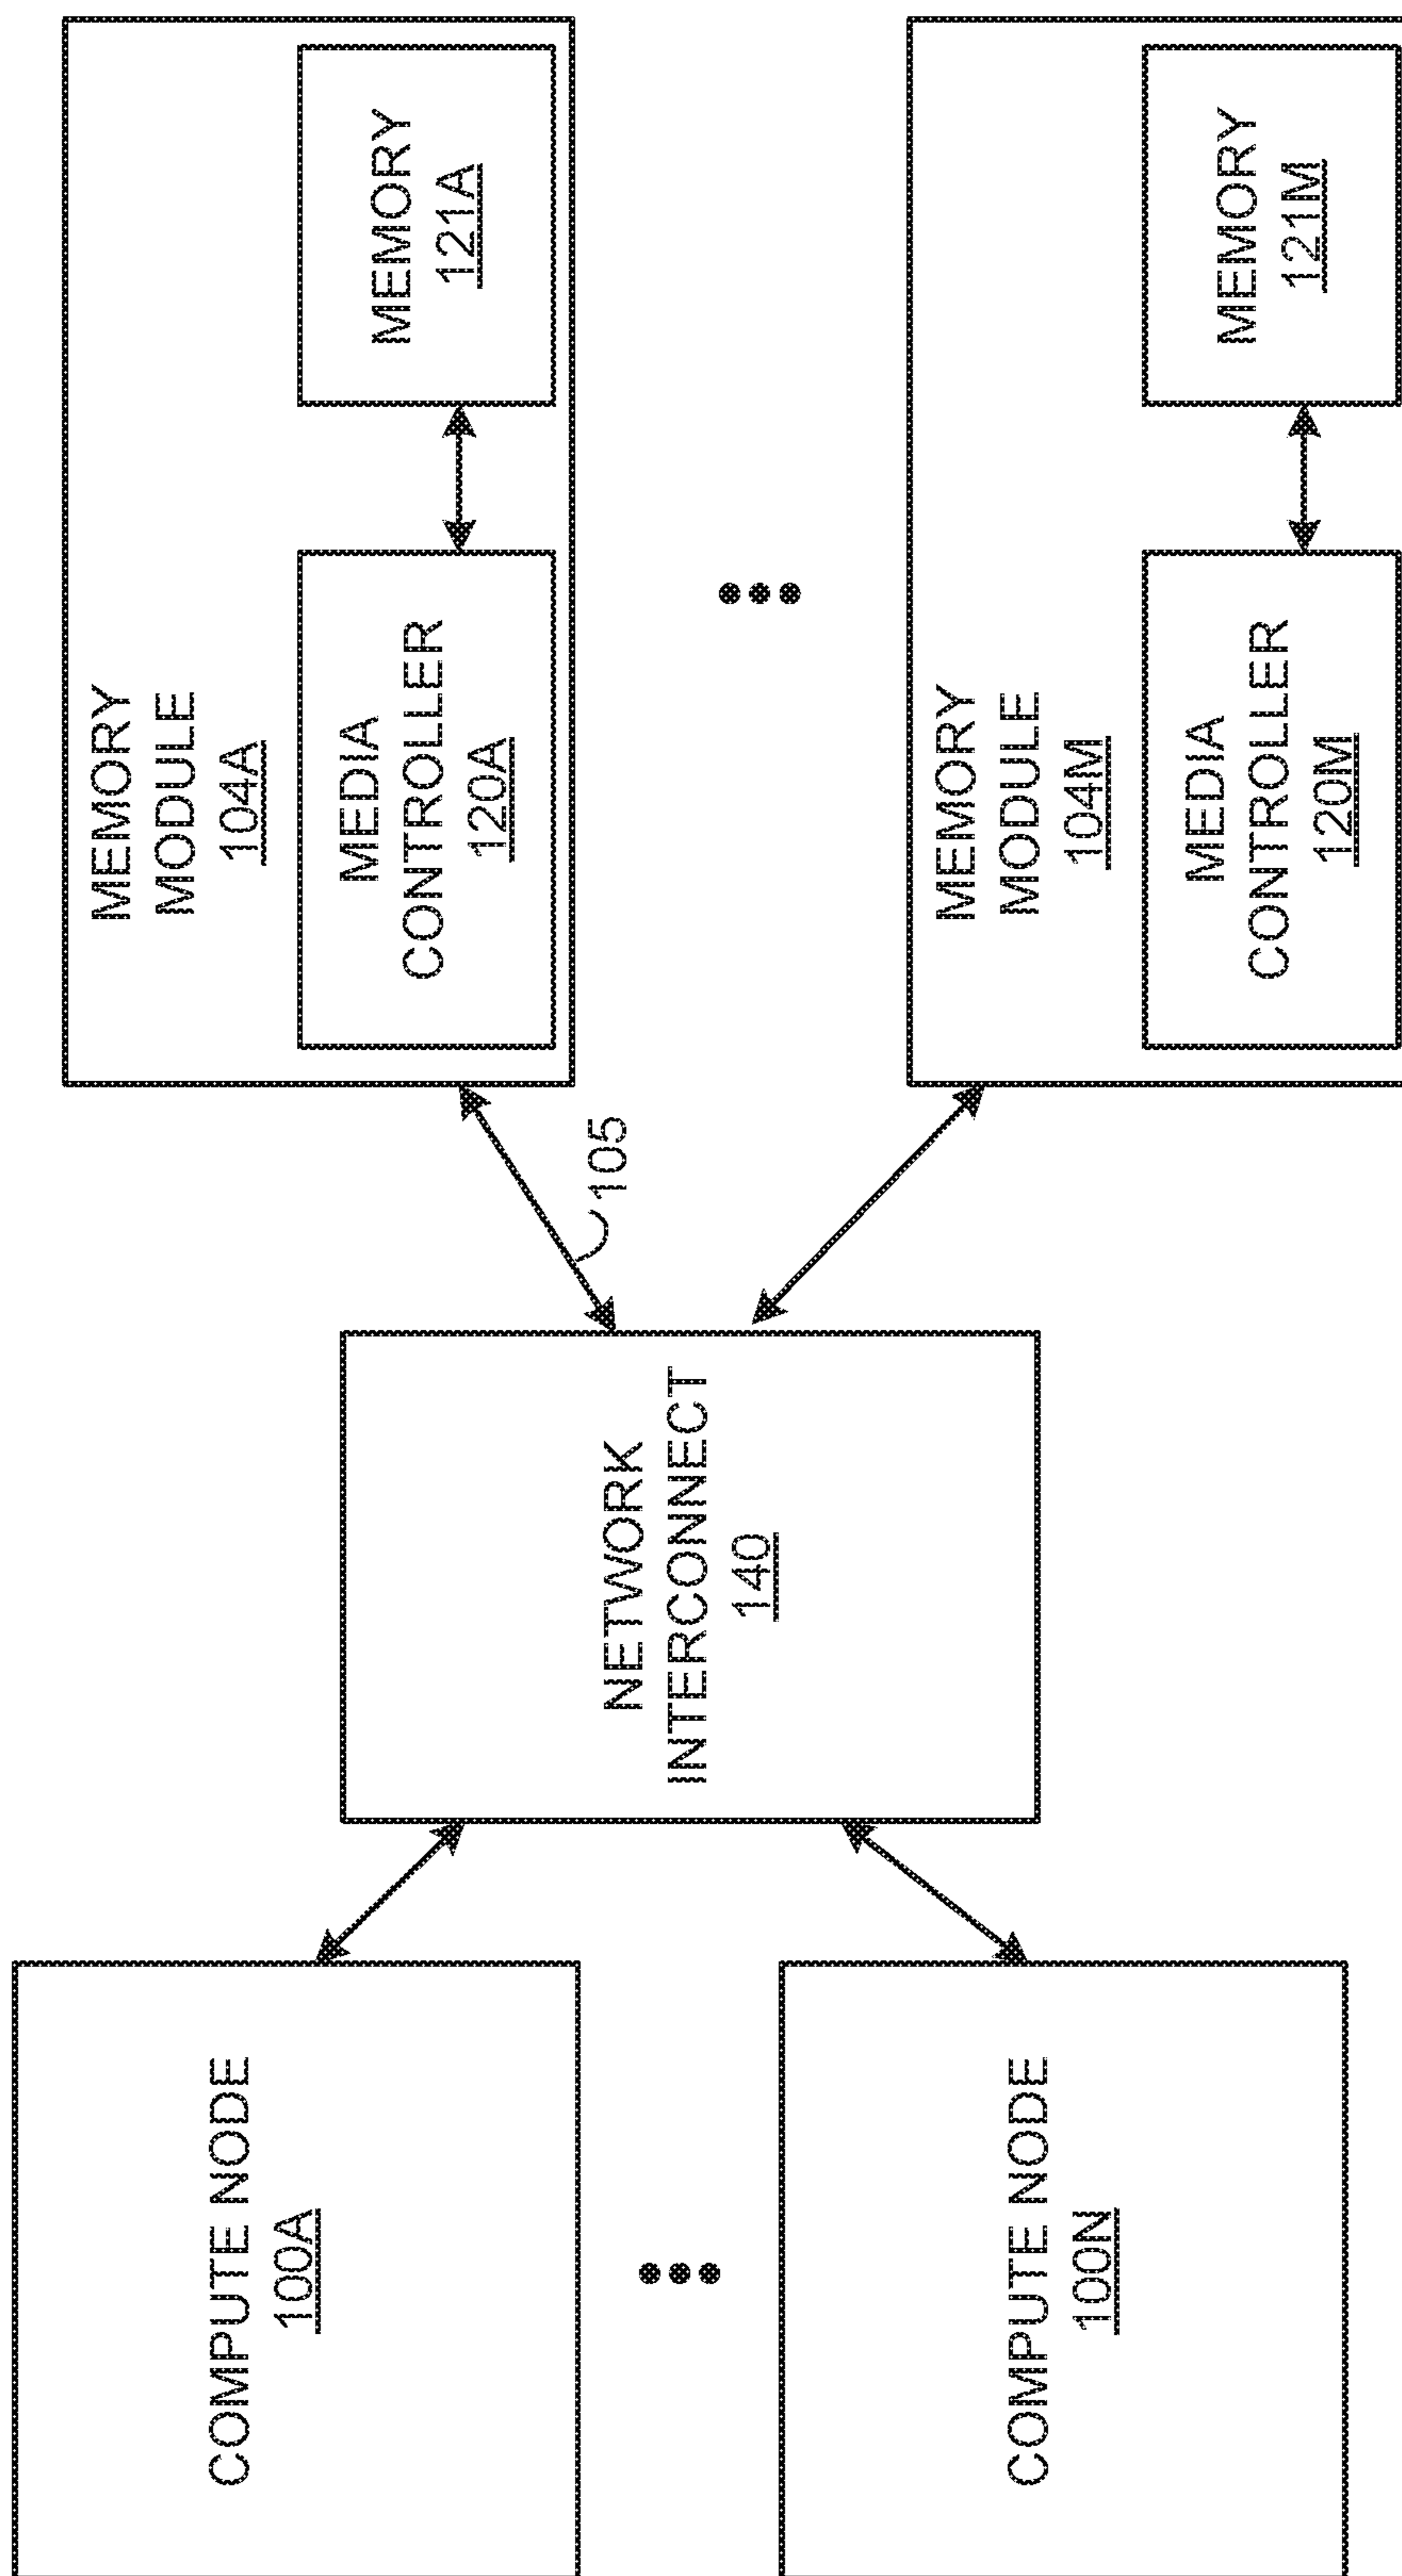 COMPUTE NODE
100A
COMPUTE NODE
100N
NETWORK
INTERCONNECT
140
105
MEMORY
MODULE
104A
MEDIA
CONTROLLER
120A
MEMORY
121A
MEMORY
MODULE
104M
MEDIA
CONTROLLER
120M
MEMORY
121M